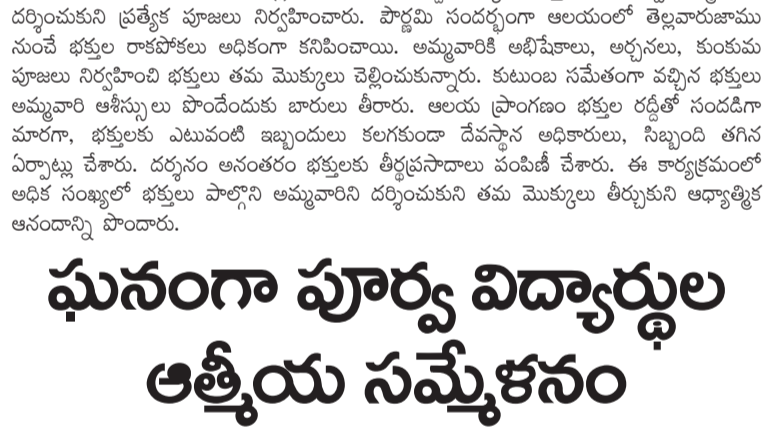 దర్శించుకుని ప్రత్యేక పూజలు నిర్వహించారు. పౌర్ణమి సందర్భంగా ఆలయంలో తెల్లవారుజాము
నుంచే భక్తుల రాకపోకలు అధికంగా కనిపించాయి. అమ్మవారికి అభిషేకాలు, అర్చనలు, కుంకుమ
పూజలు నిర్వహించి భక్తులు తమ మొక్కులు చెల్లించుకున్నారు. కుటుంబ సమేతంగా వచ్చిన భక్తులు
అమ్మవారి ఆశీస్సులు పొందేందుకు బారులు తీరారు. ఆలయ ప్రాంగణం భక్తుల రద్దీతో సందడిగా
మారగా, భక్తులకు ఎటువంటి ఇబ్బందులు కలగకుండా దేవస్థాన అధికారులు, సిబ్బంది తగిన
ఏర్పాట్లు చేశారు. దర్శనం అనంతరం భక్తులకు తీర్థప్రసాదాలు పంపిణీ చేశారు. ఈ కార్యక్రమంలో
అధిక సంఖ్యలో భక్తులు పాల్గొని అమ్మవారిని దర్శించుకుని తమ మొక్కులు తీర్చుకుని ఆధ్యాత్మిక
ఆనందాన్ని పొందారు.
ఘనంగా పూర్వ విద్యార్థుల
ఆత్మీయ సమ్మేళనం